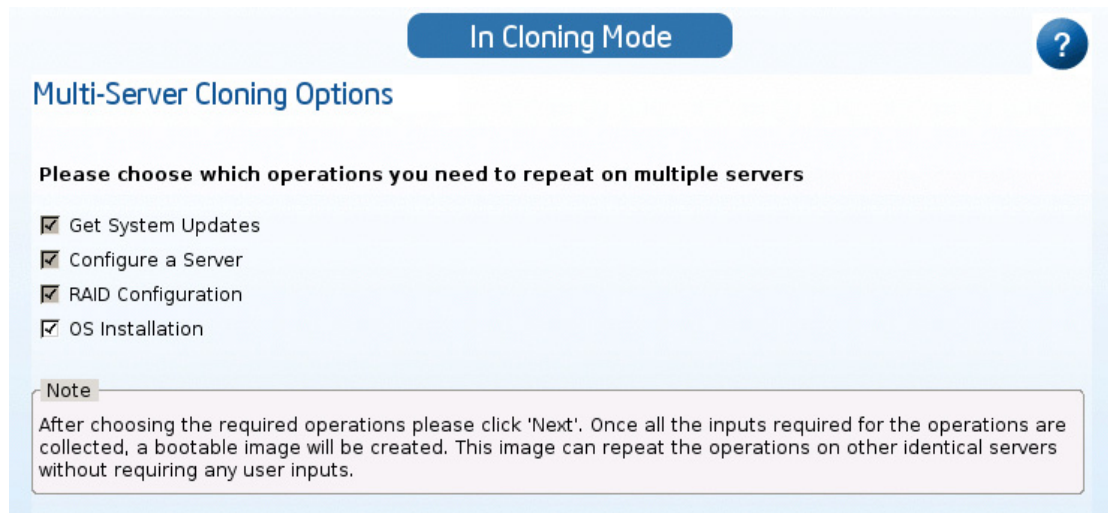 In Cloning Mode
?
Multi-Server Cloning Options
Please choose which operations you need to repeat on multiple servers
Get System Updates
Configure a Server
RAID Configuration
OS Installation
Note
After choosing the required operations please click 'Next'. Once all the inputs required for the operations are
collected, a bootable image will be created. This image can repeat the operations on other identical servers
without requiring any user inputs.